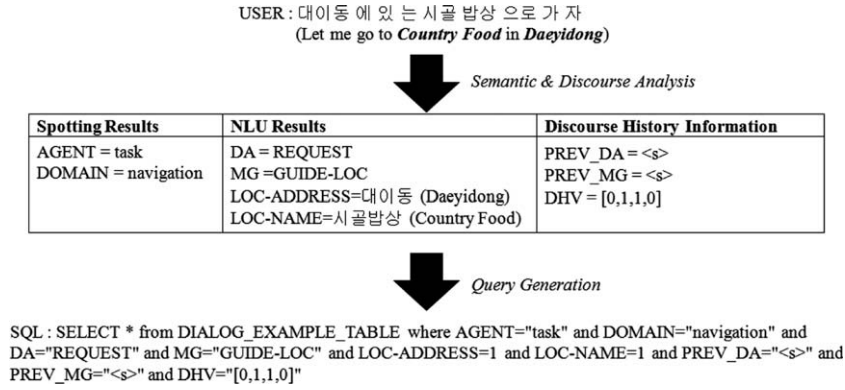 USER : 대이동 에 있 는 시골 밥상 으로 가 자
(Let me go to Country Food in Daeyidong)
Semantic & Discourse Analysis
Spotting Results NLU Results Discourse History Information
AGENT = task DA = REQUEST PREV_DA = <s>
DOMAIN = navigation MG =GUIDE-LOC PREV_MG = <s>
LOC-ADDRESS=대이동 (Daeyidong) DHV = [0,1,1,0]
LOC-NAME=시골밥상 (Country Food)
Query Generation
SQL : SELECT * from DIALOG_EXAMPLE_TABLE where AGENT="task" and DOMAIN="navigation" and
DA="REQUEST" and MG="GUIDE-LOC" and LOC-ADDRESS=1 and LOC-NAME=1 and PREV_DA="<s>" and
PREV_MG="<s>" and DHV="[0,1,1,0]"